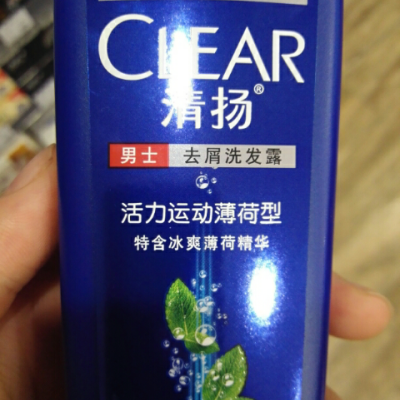 CLEAR
清扬®
男士 去屑洗发露
活力运动薄荷型
特含冰爽薄荷精华